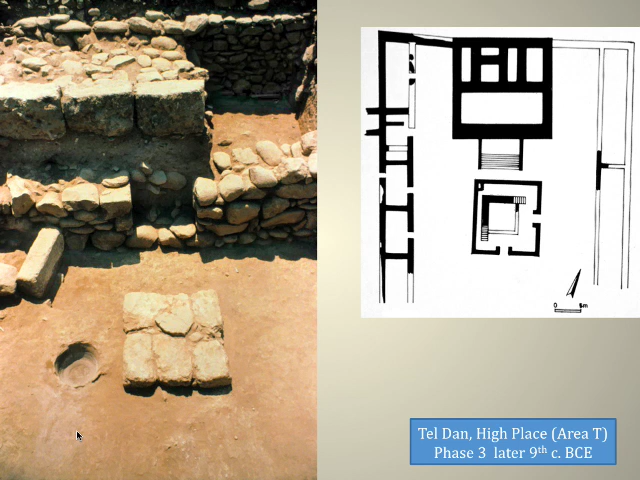 0 5m
Tel Dan, High Place (Area T)
Phase 3 later 9th c. BCE